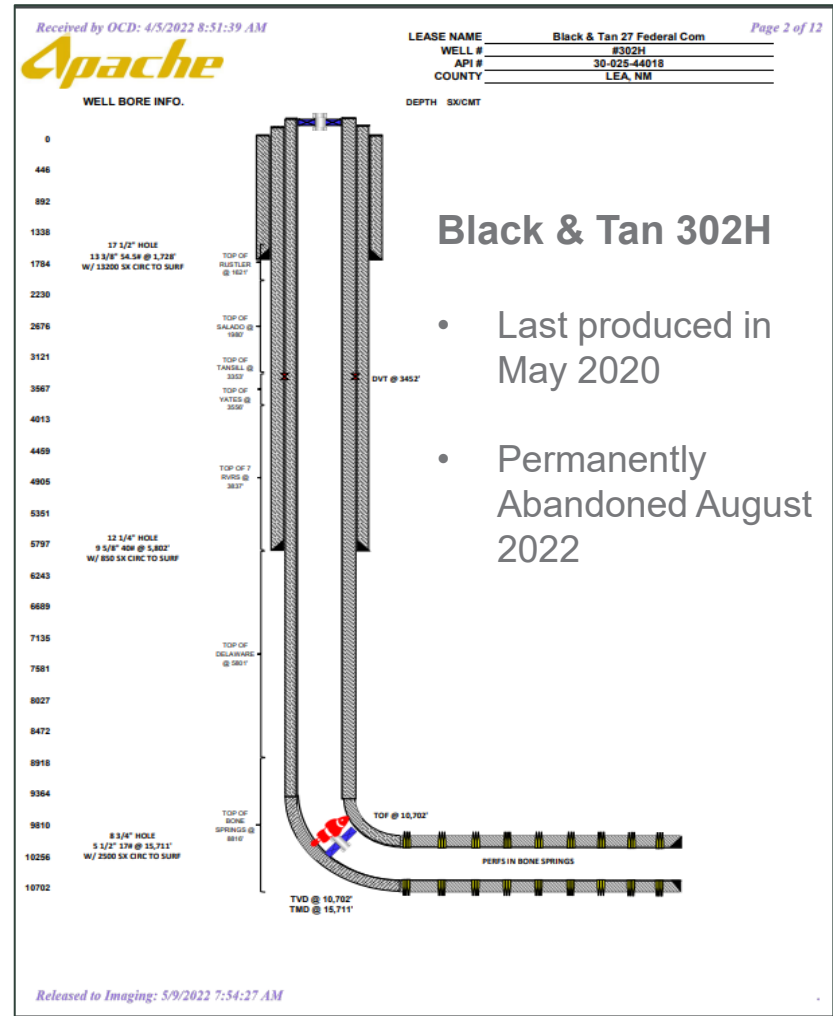 Received by OCD: 4/5/2022 8:51:39 AM
Page 2 of 12
Apache
LEASE NAME Black & Tan 27 Federal Com
WELL # #302H
API # 30-025-44018
COUNTY LEA, NM
WELL BORE INFO.
DEPTH SX/CMT
0
446
892
1338
17 1/2" HOLE
13 3/8" 54.5# @ 1,728'
W/ 13200 SX CIRC TO SURF
1784
TOP OF
RUSTLER
@ 1621'
2230
2676
TOP OF
SALADO @
1980'
3121
TOP OF
TANSILL @
3353'
DVT @ 3452'
3567
TOP OF
YATES @
3550'
4013
4459
4905
TOP OF 7
RVRS @
3837'
5351
5797
12 1/4" HOLE
9 5/8" 40# @ 5,802'
W/ 850 SX CIRC TO SURF
6243
6689
7135
TOP OF
DELAWARE
@ 5801'
7581
8027
8472
8918
9364
9810
TOP OF
BONE
SPRINGS @
8816'
TOF @ 10,702'
8 3/4" HOLE
5 1/2" 17# @ 15,711'
W/ 2500 SX CIRC TO SURF
10256
PERFS IN BONE SPRINGS
10702
TVD @ 10,702'
TMD @ 15,711'
Black & Tan 302H
• Last produced in
May 2020
• Permanently
Abandoned August
2022
Released to Imaging: 5/9/2022 7:54:27 AM